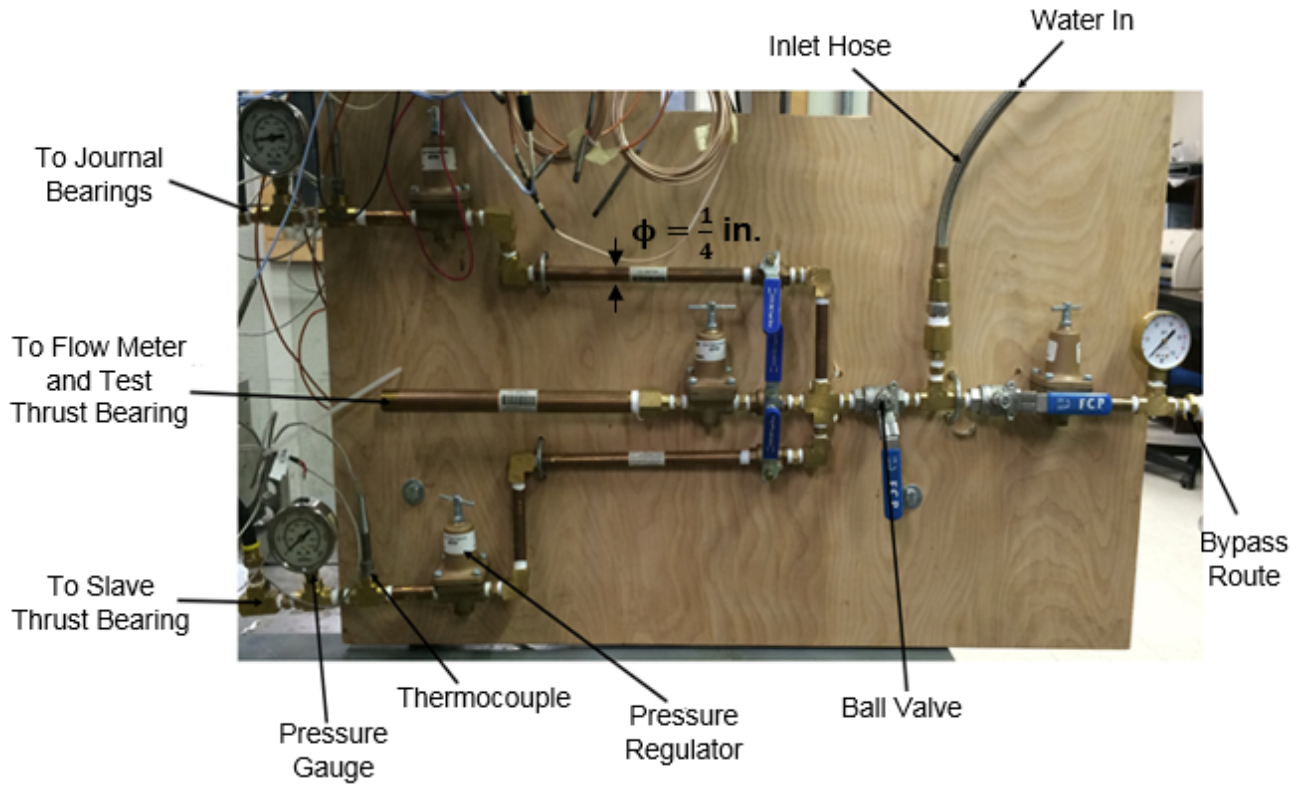 Water In
Inlet Hose
To Journal
Bearings
ϕ = 1/4 in.
To Flow Meter
and Test
Thrust Bearing
FCP
FCP
Bypass
Route
To Slave
Thrust Bearing
Thermocouple
Pressure
Gauge
Pressure
Regulator
Ball Valve